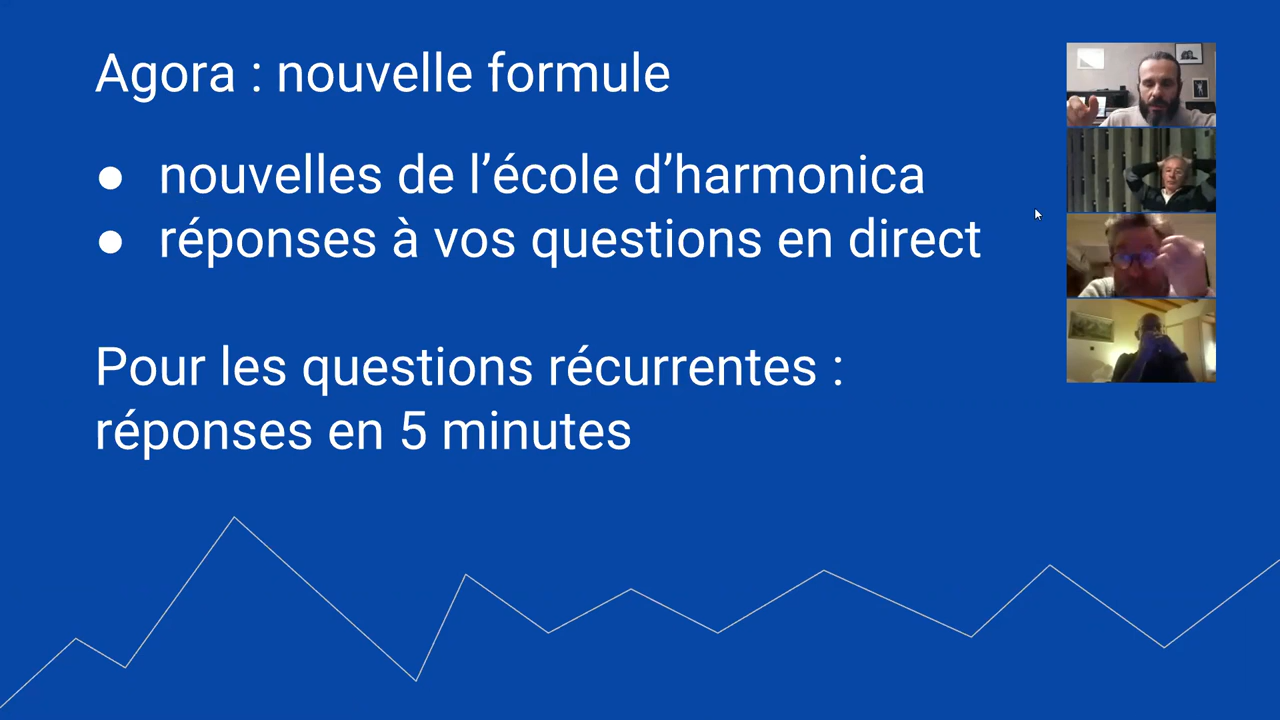 Agora : nouvelle formule
● nouvelles de l’école d’harmonica
● réponses à vos questions en direct
Pour les questions récurrentes :
réponses en 5 minutes